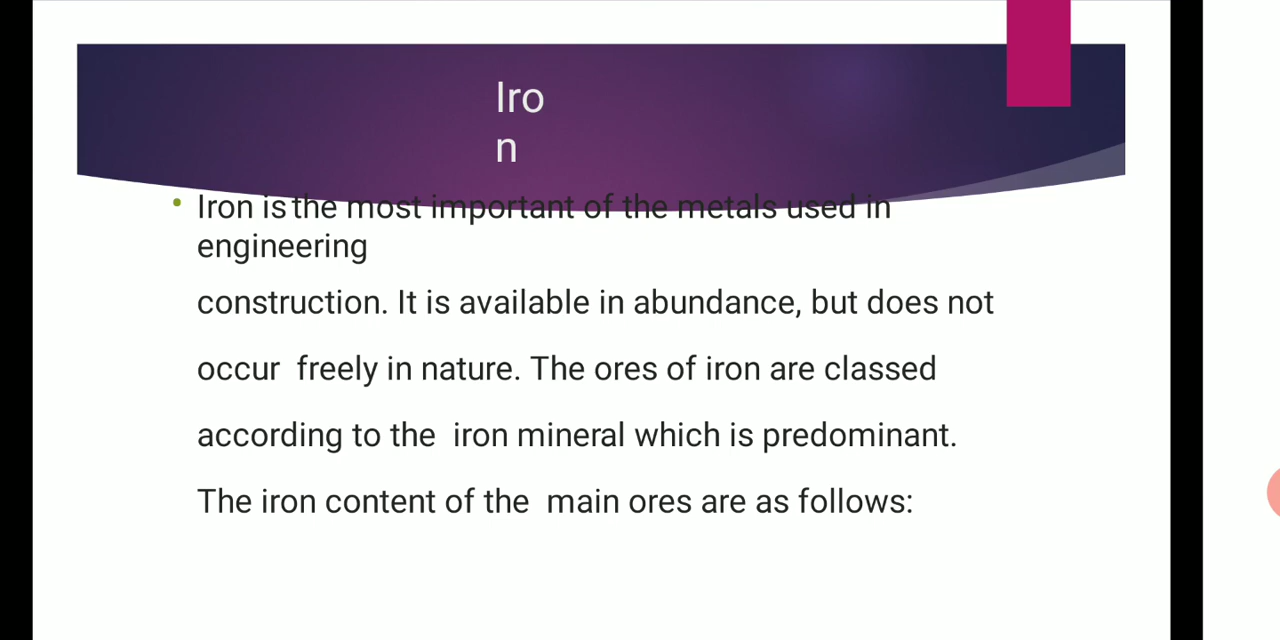 Iro
n
• Iron is the most important of the metals used in
engineering
construction. It is available in abundance, but does not
occur freely in nature. The ores of iron are classed
according to the iron mineral which is predominant.
The iron content of the main ores are as follows: